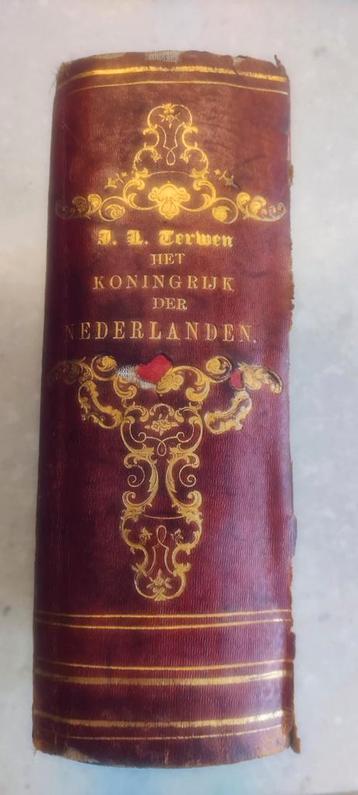 J. L. Terwen
HET
KONINGRIJK
DER
NEDERLANDEN.